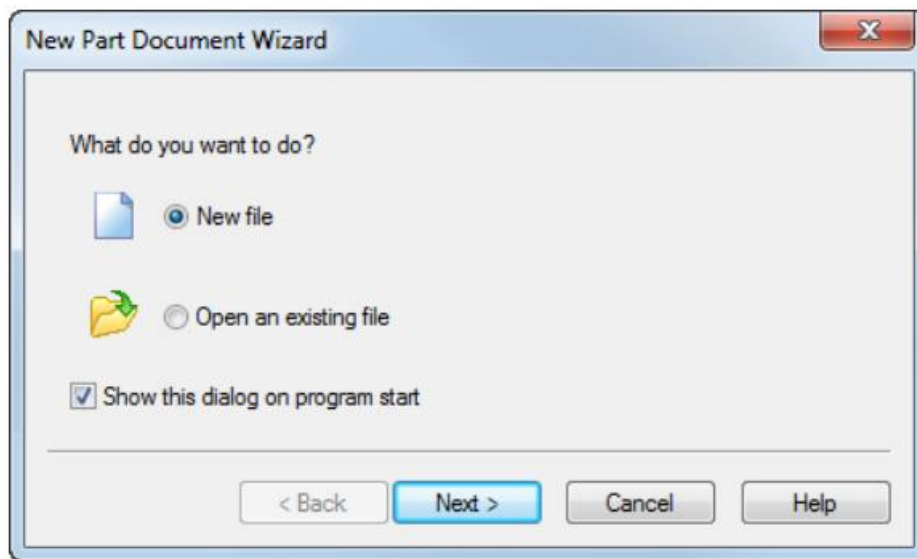 New Part Document Wizard
What do you want to do?
New file
Open an existing file
Show this dialog on program start
< Back Next > Cancel Help